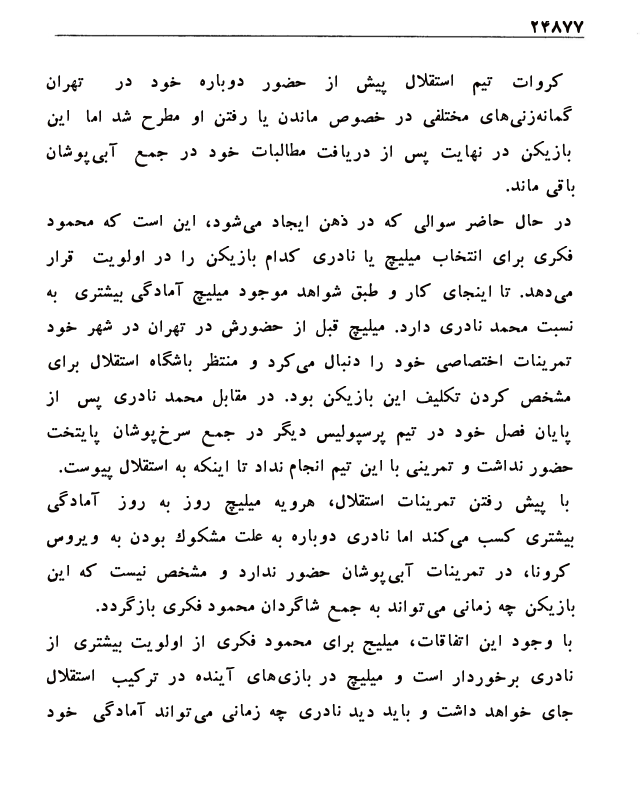 ۲۴۸۷۷
کروات تیم استقلال پیش از حضور دوباره خود در تهران
گمانه‌زنی‌های مختلفی در خصوص ماندن یا رفتن او مطرح شد اما این
بازیکن در نهایت پس از دریافت مطالبات خود در جمع آبی‌پوشان
باقی ماند.
در حال حاضر سوالی که در ذهن ایجاد می‌شود، این است که محمود
فکری برای انتخاب میلیچ یا نادری کدام بازیکن را در اولویت قرار
می‌دهد. تا اینجای کار و طبق شواهد موجود میلیچ آمادگی بیشتری به
نسبت محمد نادری دارد. میلیچ قبل از حضورش در تهران در شهر خود
تمرینات اختصاصی خود را دنبال می‌کرد و منتظر باشگاه استقلال برای
مشخص کردن تکلیف این بازیکن بود. در مقابل محمد نادری پس از
پایان فصل خود در تیم پرسپولیس دیگر در جمع سرخ‌پوشان پایتخت
حضور نداشت و تمرینی با این تیم انجام نداد تا اینکه به استقلال پیوست.
با پیش رفتن تمرینات استقلال، هرویه میلیچ روز به روز آمادگی
بیشتری کسب می‌کند اما نادری دوباره به علت مشکوك بودن به ویروس
کرونا، در تمرینات آبی‌پوشان حضور ندارد و مشخص نیست که این
بازیکن چه زمانی می‌تواند به جمع شاگردان محمود فکری بازگردد.
با وجود این اتفاقات، میلیچ برای محمود فکری از اولویت بیشتری از
نادری برخوردار است و میلیچ در بازی‌های آینده در ترکیب استقلال
جای خواهد داشت و باید دید نادری چه زمانی می‌تواند آمادگی خود